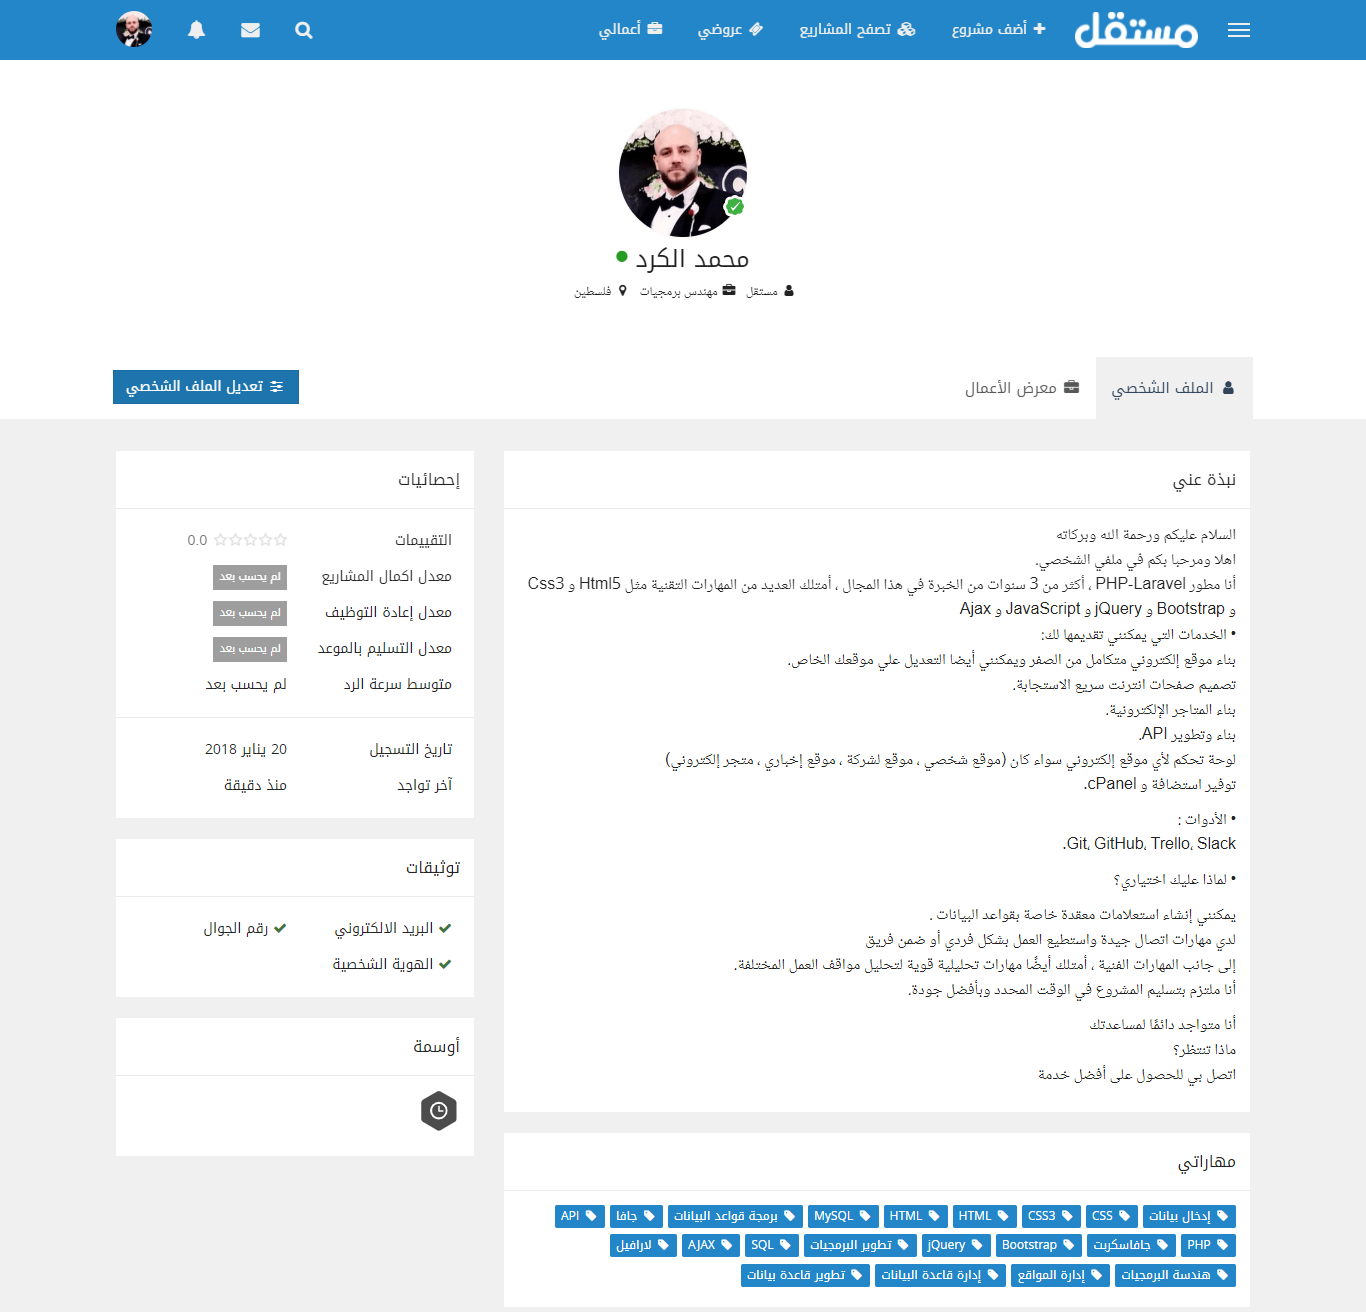 مستقل
أضف مشروع
تصفح المشاريع
عروضي
أعمالي
محمد الكرد
مستقل
مهندس برمجيات
فلسطين
الملف الشخصي
معرض الأعمال
تعديل الملف الشخصي
نبذة عني
السلام عليكم ورحمة الله وبركاته
اهلا ومرحبا بكم في ملفي الشخصي.
أنا مطور PHP-Laravel ، أكثر من 3 سنوات من الخبرة في هذا المجال ، أمتلك العديد من المهارات التقنية مثل Html5 و Css3
و Bootstrap و jQuery و JavaScript و Ajax
• الخدمات التي يمكنني تقديمها لك:
بناء موقع إلكتروني متكامل من الصفر ويمكنني أيضا التعديل علي موقعك الخاص.
تصميم صفحات انترنت سريع الاستجابة.
بناء المتاجر الإلكترونية.
بناء وتطوير API.
لوحة تحكم لأي موقع إلكتروني سواء كان (موقع شخصي ، موقع لشركة ، موقع إخباري ، متجر إلكتروني)
توفير استضافة و cPanel.
• الأدوات :
Git، GitHub، Trello، Slack.
• لماذا عليك اختياري؟
يمكنني إنشاء استعلامات معقدة خاصة بقواعد البيانات .
لدي مهارات اتصال جيدة واستطيع العمل بشكل فردي أو ضمن فريق
إلى جانب المهارات الفنية ، أمتلك أيضًا مهارات تحليلية قوية لتحليل مواقف العمل المختلفة.
أنا ملتزم بتسليم المشروع في الوقت المحدد وبأفضل جودة.
أنا متواجد دائمًا لمساعدتك
ماذا تنتظر؟
اتصل بي للحصول على أفضل خدمة
مهاراتي
إدخال بيانات CSS CSS3 HTML HTML MySQL برمجة قواعد البيانات جافا API
PHP جافاسكربت Bootstrap jQuery تطوير البرمجيات SQL AJAX لارافيل
هندسة البرمجيات إدارة المواقع إدارة قاعدة البيانات تطوير قاعدة بيانات
إحصائيات
التقييمات 0.0
معدل اكمال المشاريع لم يحسب بعد
معدل إعادة التوظيف لم يحسب بعد
معدل التسليم بالموعد لم يحسب بعد
متوسط سرعة الرد لم يحسب بعد
تاريخ التسجيل 20 يناير 2018
آخر تواجد منذ دقيقة
توثيقات
البريد الالكتروني رقم الجوال
الهوية الشخصية
أوسمة